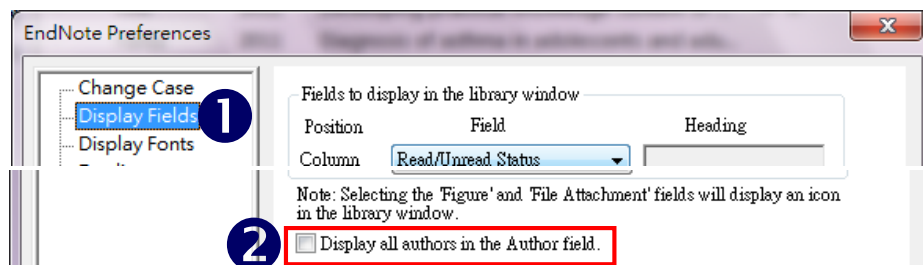 EndNote Preferences
Change Case
Display Fields
1
Display Fonts
Fields to display in the library window
Position Field Heading
Column Read/Unread Status
Note: Selecting the 'Figure' and 'File Attachment' fields will display an icon
in the library window.
2
Display all authors in the Author field.